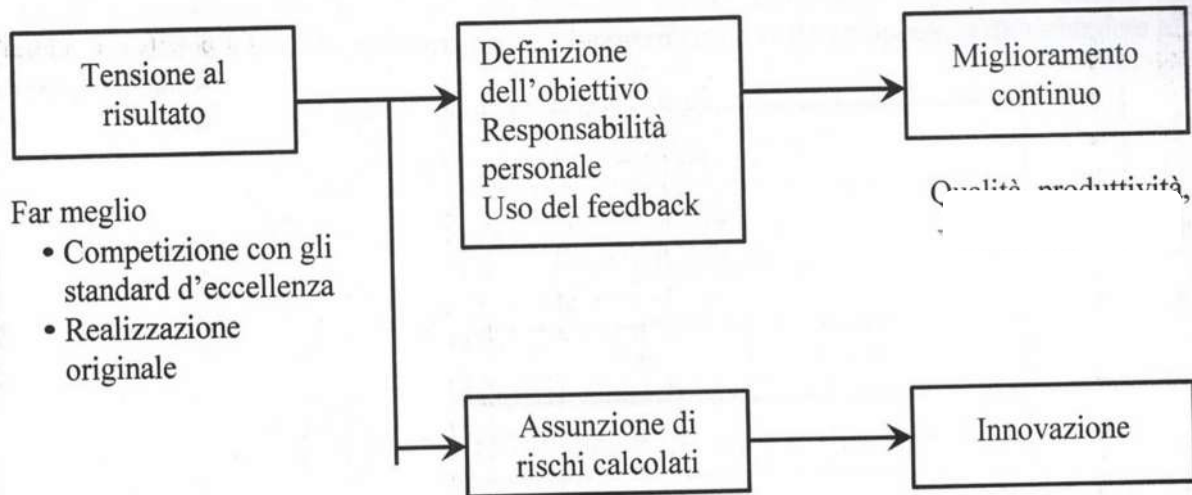 Tensione al
risultato
Far meglio
• Competizione con gli
standard d'eccellenza
• Realizzazione
originale
Definizione
dell'obiettivo
Responsabilità
personale
Uso del feedback
Assunzione di
rischi calcolati
Miglioramento
continuo
produttività,
Innovazione